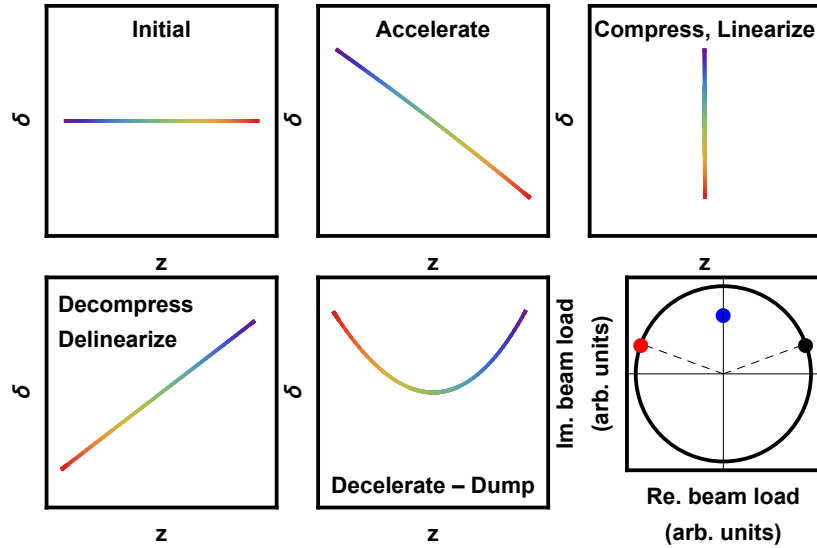 Initial
δ
z
Accelerate
δ
z
Compress, Linearize
δ
z
Decompress
Delinearize
δ
z
Decelerate – Dump
δ
z
Im. beam load
(arb. units)
Re. beam load
(arb. units)